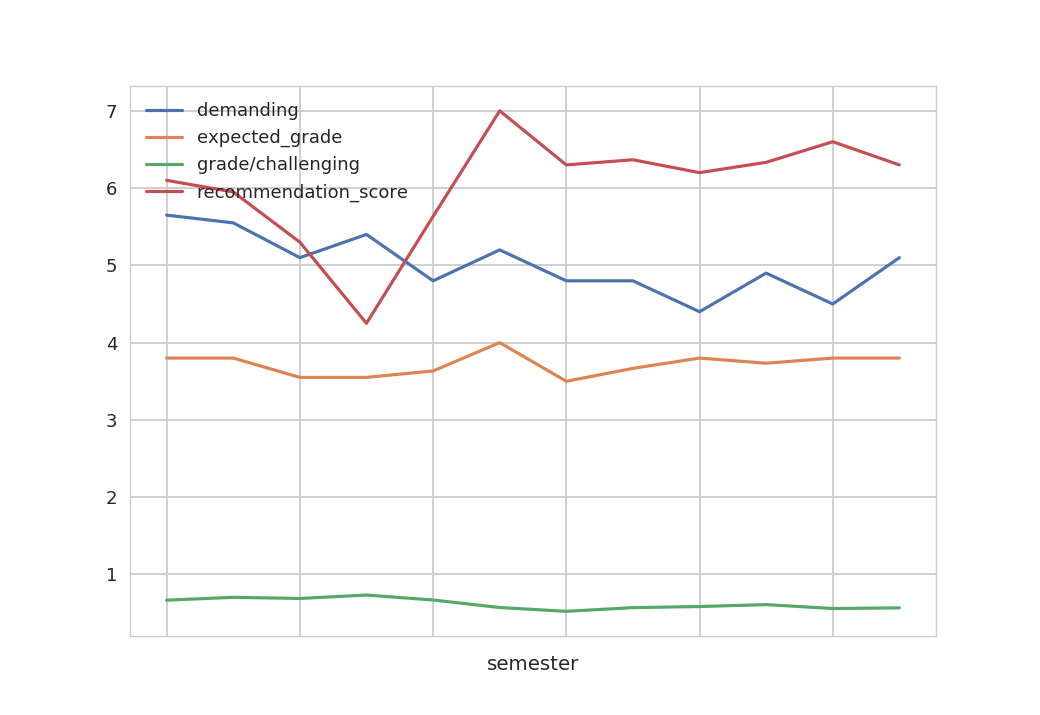 7
6
5
4
3
2
1
demanding
expected_grade
grade/challenging
recommendation_score
semester